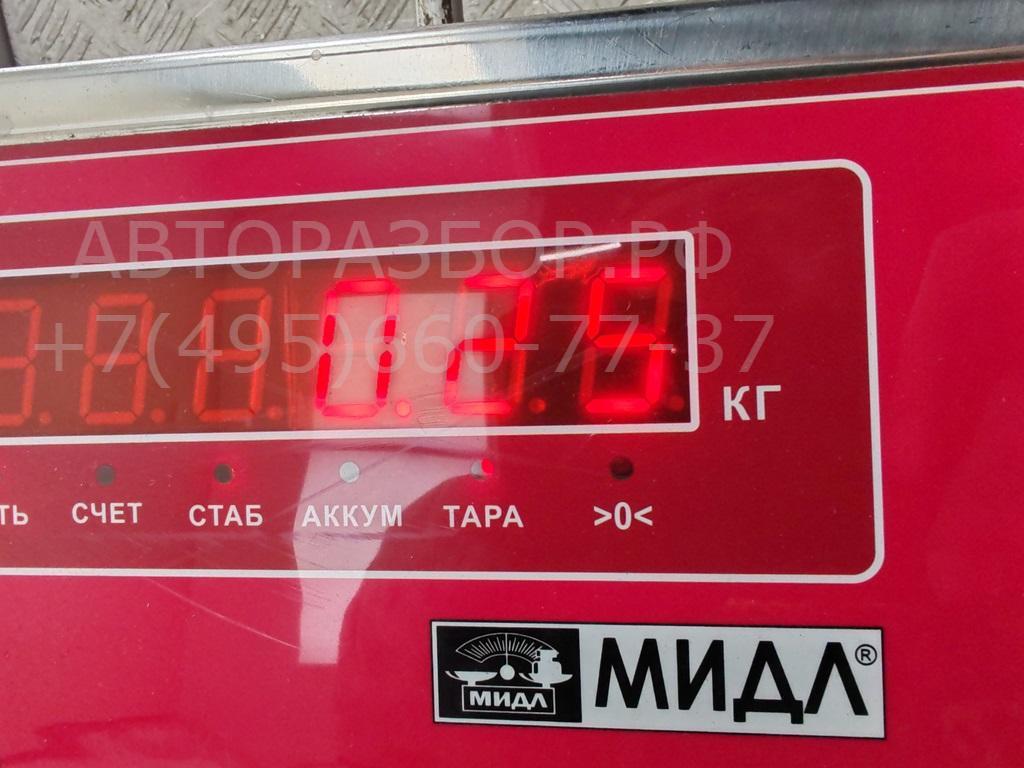 АВТОРАЗБОР.РФ
+7(495)660-77-37
КГ
СЧЕТ СТАБ АККУМ ТАРА >0<
МИДЛ МИДЛ®